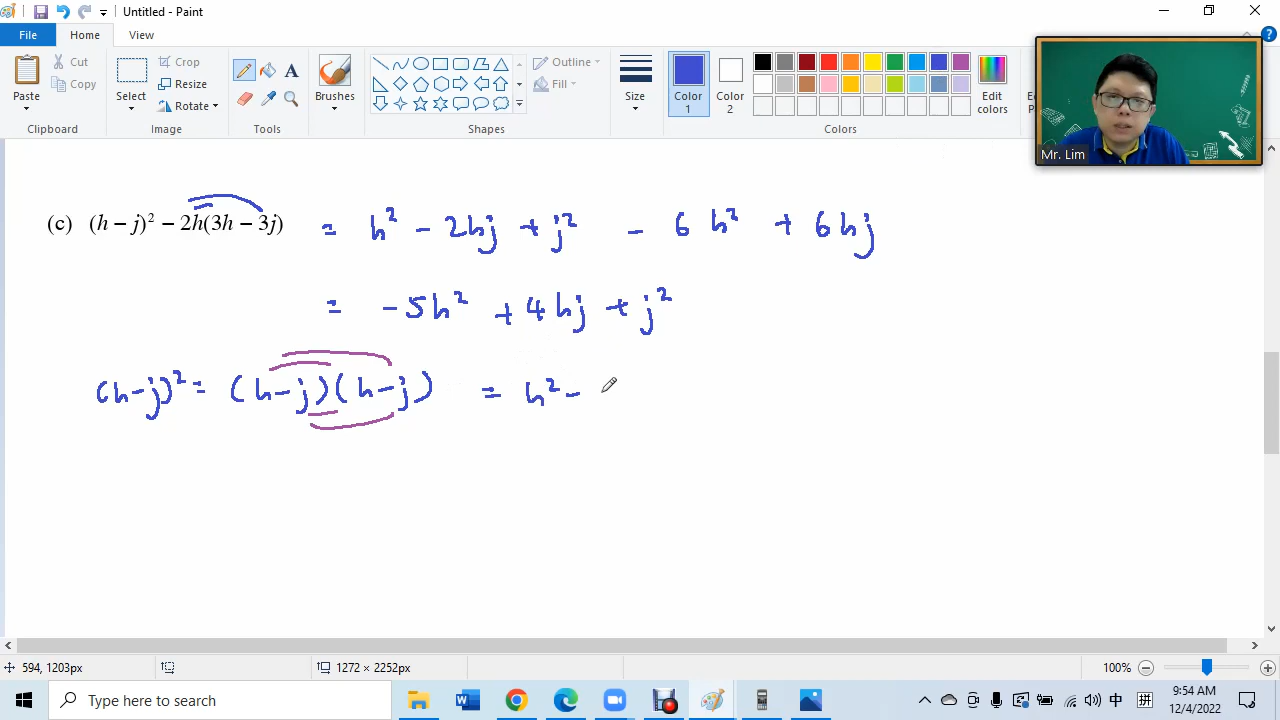 Untitled - Paint
File Home View
Paste Cut Copy Clipboard
Select Crop Resize Rotate Image
Tools
Brushes
Outline Fill Shapes
Size
Color 1 Color 2 Edit colors Colors
Mr. Lim
(c) (h − j)² − 2h(3h − 3j) = h² - 2hj + j² - 6h² + 6hj
= -5h² + 4hj + j²
(h-j)² = (h-j)(h-j) = h² -
594, 1203px 1272 × 2252px 100%
Type here to search
中 拼 9:54 AM
12/4/2022